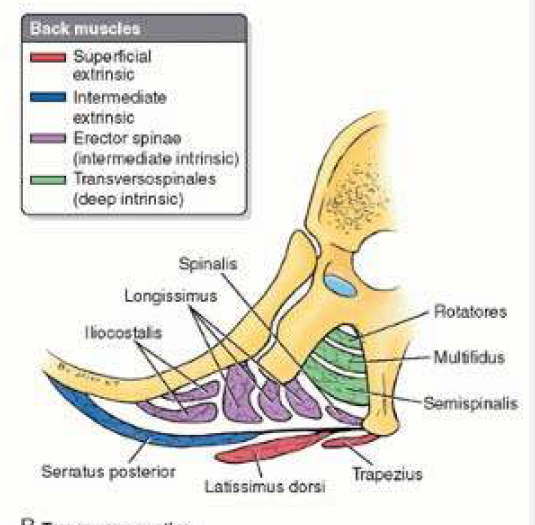 Back muscles
Superficial
extrinsic
Intermediate
extrinsic
Erector spinae
(intermediate intrinsic)
Transversospinales
(deep intrinsic)
Spinalis
Longissimus
Iliocostalis
Rotatores
Multifidus
Semispinalis
Serratus posterior
Latissimus dorsi
Trapezius